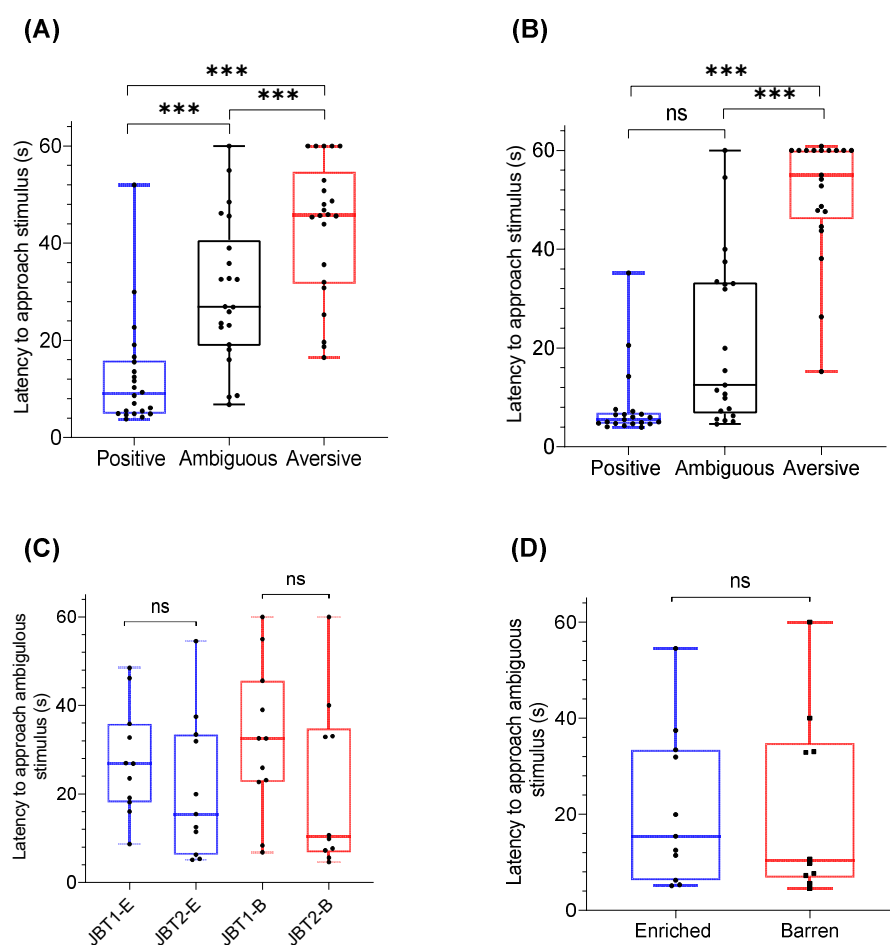 (A)
***
*** ***
Latency to approach stimulus (s)
60
40
20
0
Positive Ambiguous Aversive
(B)
***
ns ***
Latency to approach stimulus (s)
60
40
20
0
Positive Ambiguous Aversive
(C)
ns ns
Latency to approach ambigulous
stimulus (s)
60
40
20
0
JBT1-E JBT2-E JBT1-B JBT2-B
(D)
ns
Latency to approach ambiguous
stimulus (s)
60
40
20
0
Enriched Barren